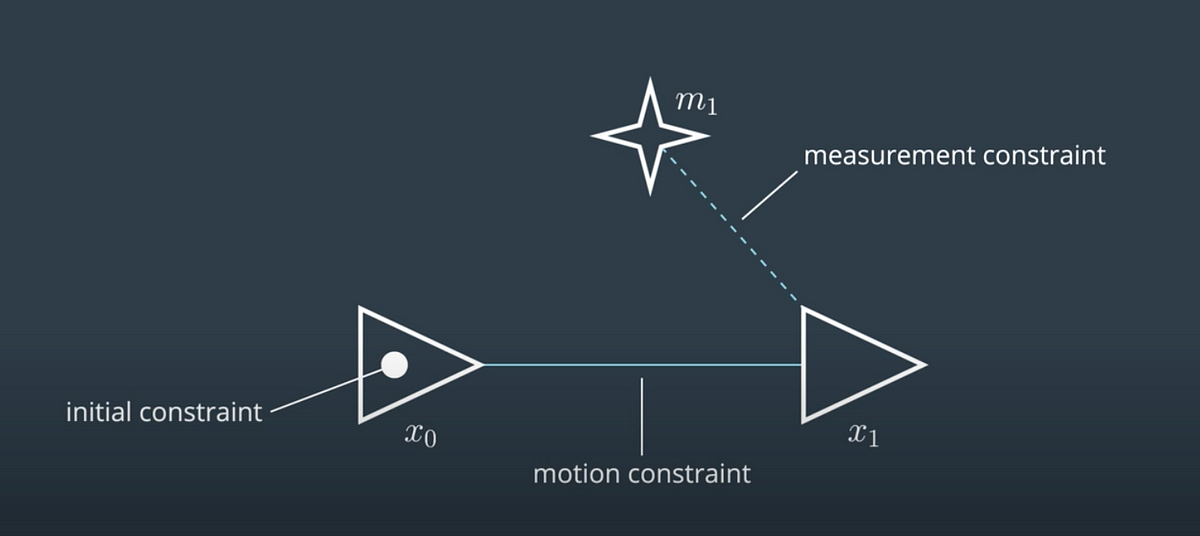 m₁
measurement constraint
initial constraint
x₀
x₁
motion constraint